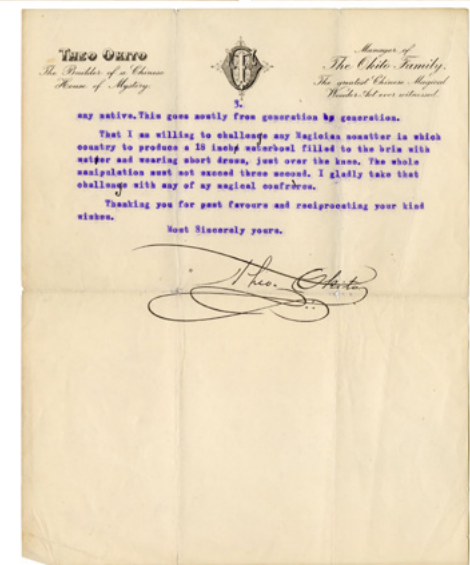 THEO OKITO
The Builder of a Chinese
House of Mystery.
Manager of
The Okito Family.
The greatest Chinese Magical
Wonder Act ever witnessed.
3.
any native. This goes mostly from generation by generation.
That I am willing to challenge any Magician nomatter in which
country to produce a 18 inch waterbowl filled to the brim with
water and wearing short dress, just over the knee. The whole
manipulation must not exceed three second. I gladly take that
challenge with any of my magical confrères.
Thanking you for past favours and reciprocating your kind
wishes.
Most Sincerely yours.
Theo. Okito